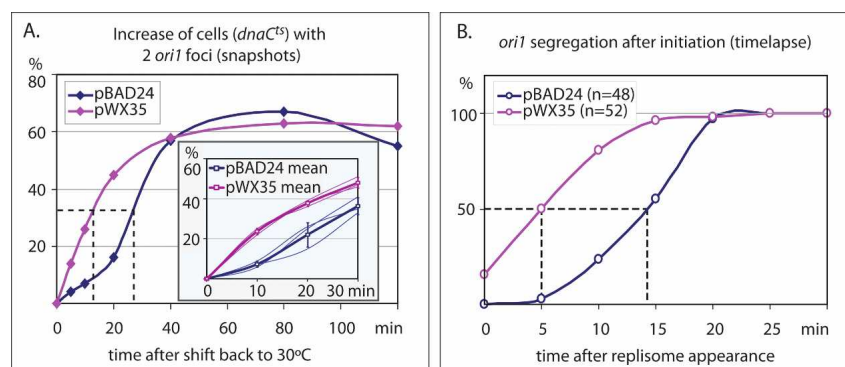 A.
Increase of cells (dnaCts) with
2 ori1 foci (snapshots)
%
80
60
40
20
0
pBAD24
pWX35
%
60
40
20
pBAD24 mean
pWX35 mean
0 10 20 30 min
0 20 40 60 80 100 min
time after shift back to 30ºC
B.
ori1 segregation after initiation (timelapse)
%
100
50
pBAD24 (n=48)
pWX35 (n=52)
0 5 10 15 20 25 min
time after replisome appearance